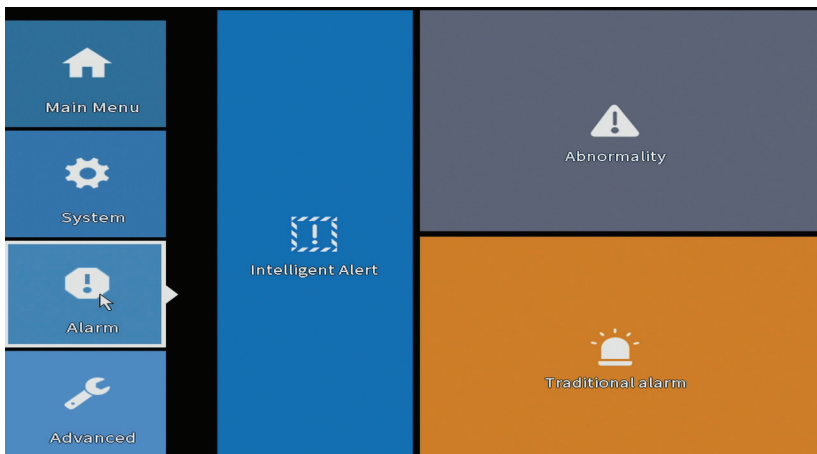 Main Menu
System
Alarm
Advanced
Intelligent Alert
Abnormality
Traditional alarm